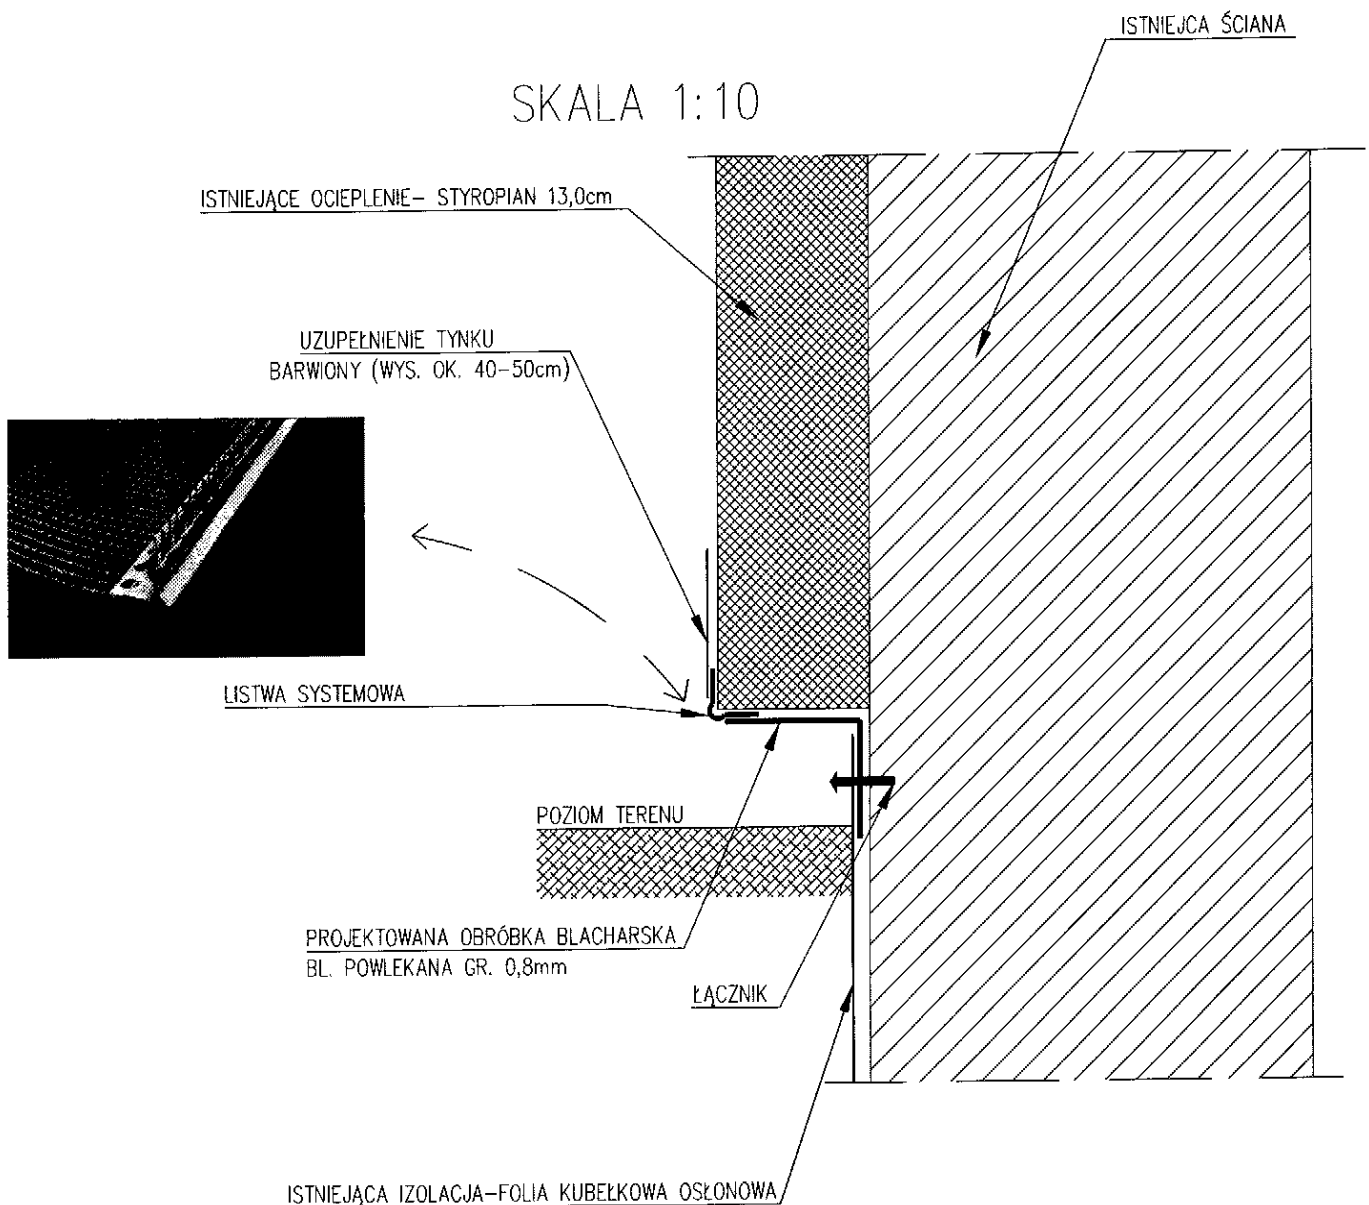 ISTNIEJCA ŚCIANA
SKALA 1:10
ISTNIEJĄCE OCIEPLENIE- STYROPIAN 13,0cm
UZUPEŁNIENIE TYNKU
BARWIONY (WYS. OK. 40-50cm)
LISTWA SYSTEMOWA
POZIOM TERENU
PROJEKTOWANA OBRÓBKA BLACHARSKA
BL. POWLEKANA GR. 0,8mm
ŁĄCZNIK
ISTNIEJĄCA IZOLACJA-FOLIA KUBEŁKOWA OSŁONOWA